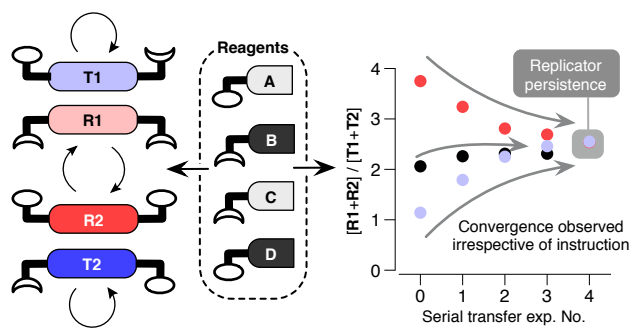 T1
R1
R2
T2
Reagents
A
B
C
D
[R1+R2] / [T1+T2]
4
3
2
1
0
Replicator
persistence
Convergence observed
irrespective of instruction
0 1 2 3 4
Serial transfer exp. No.